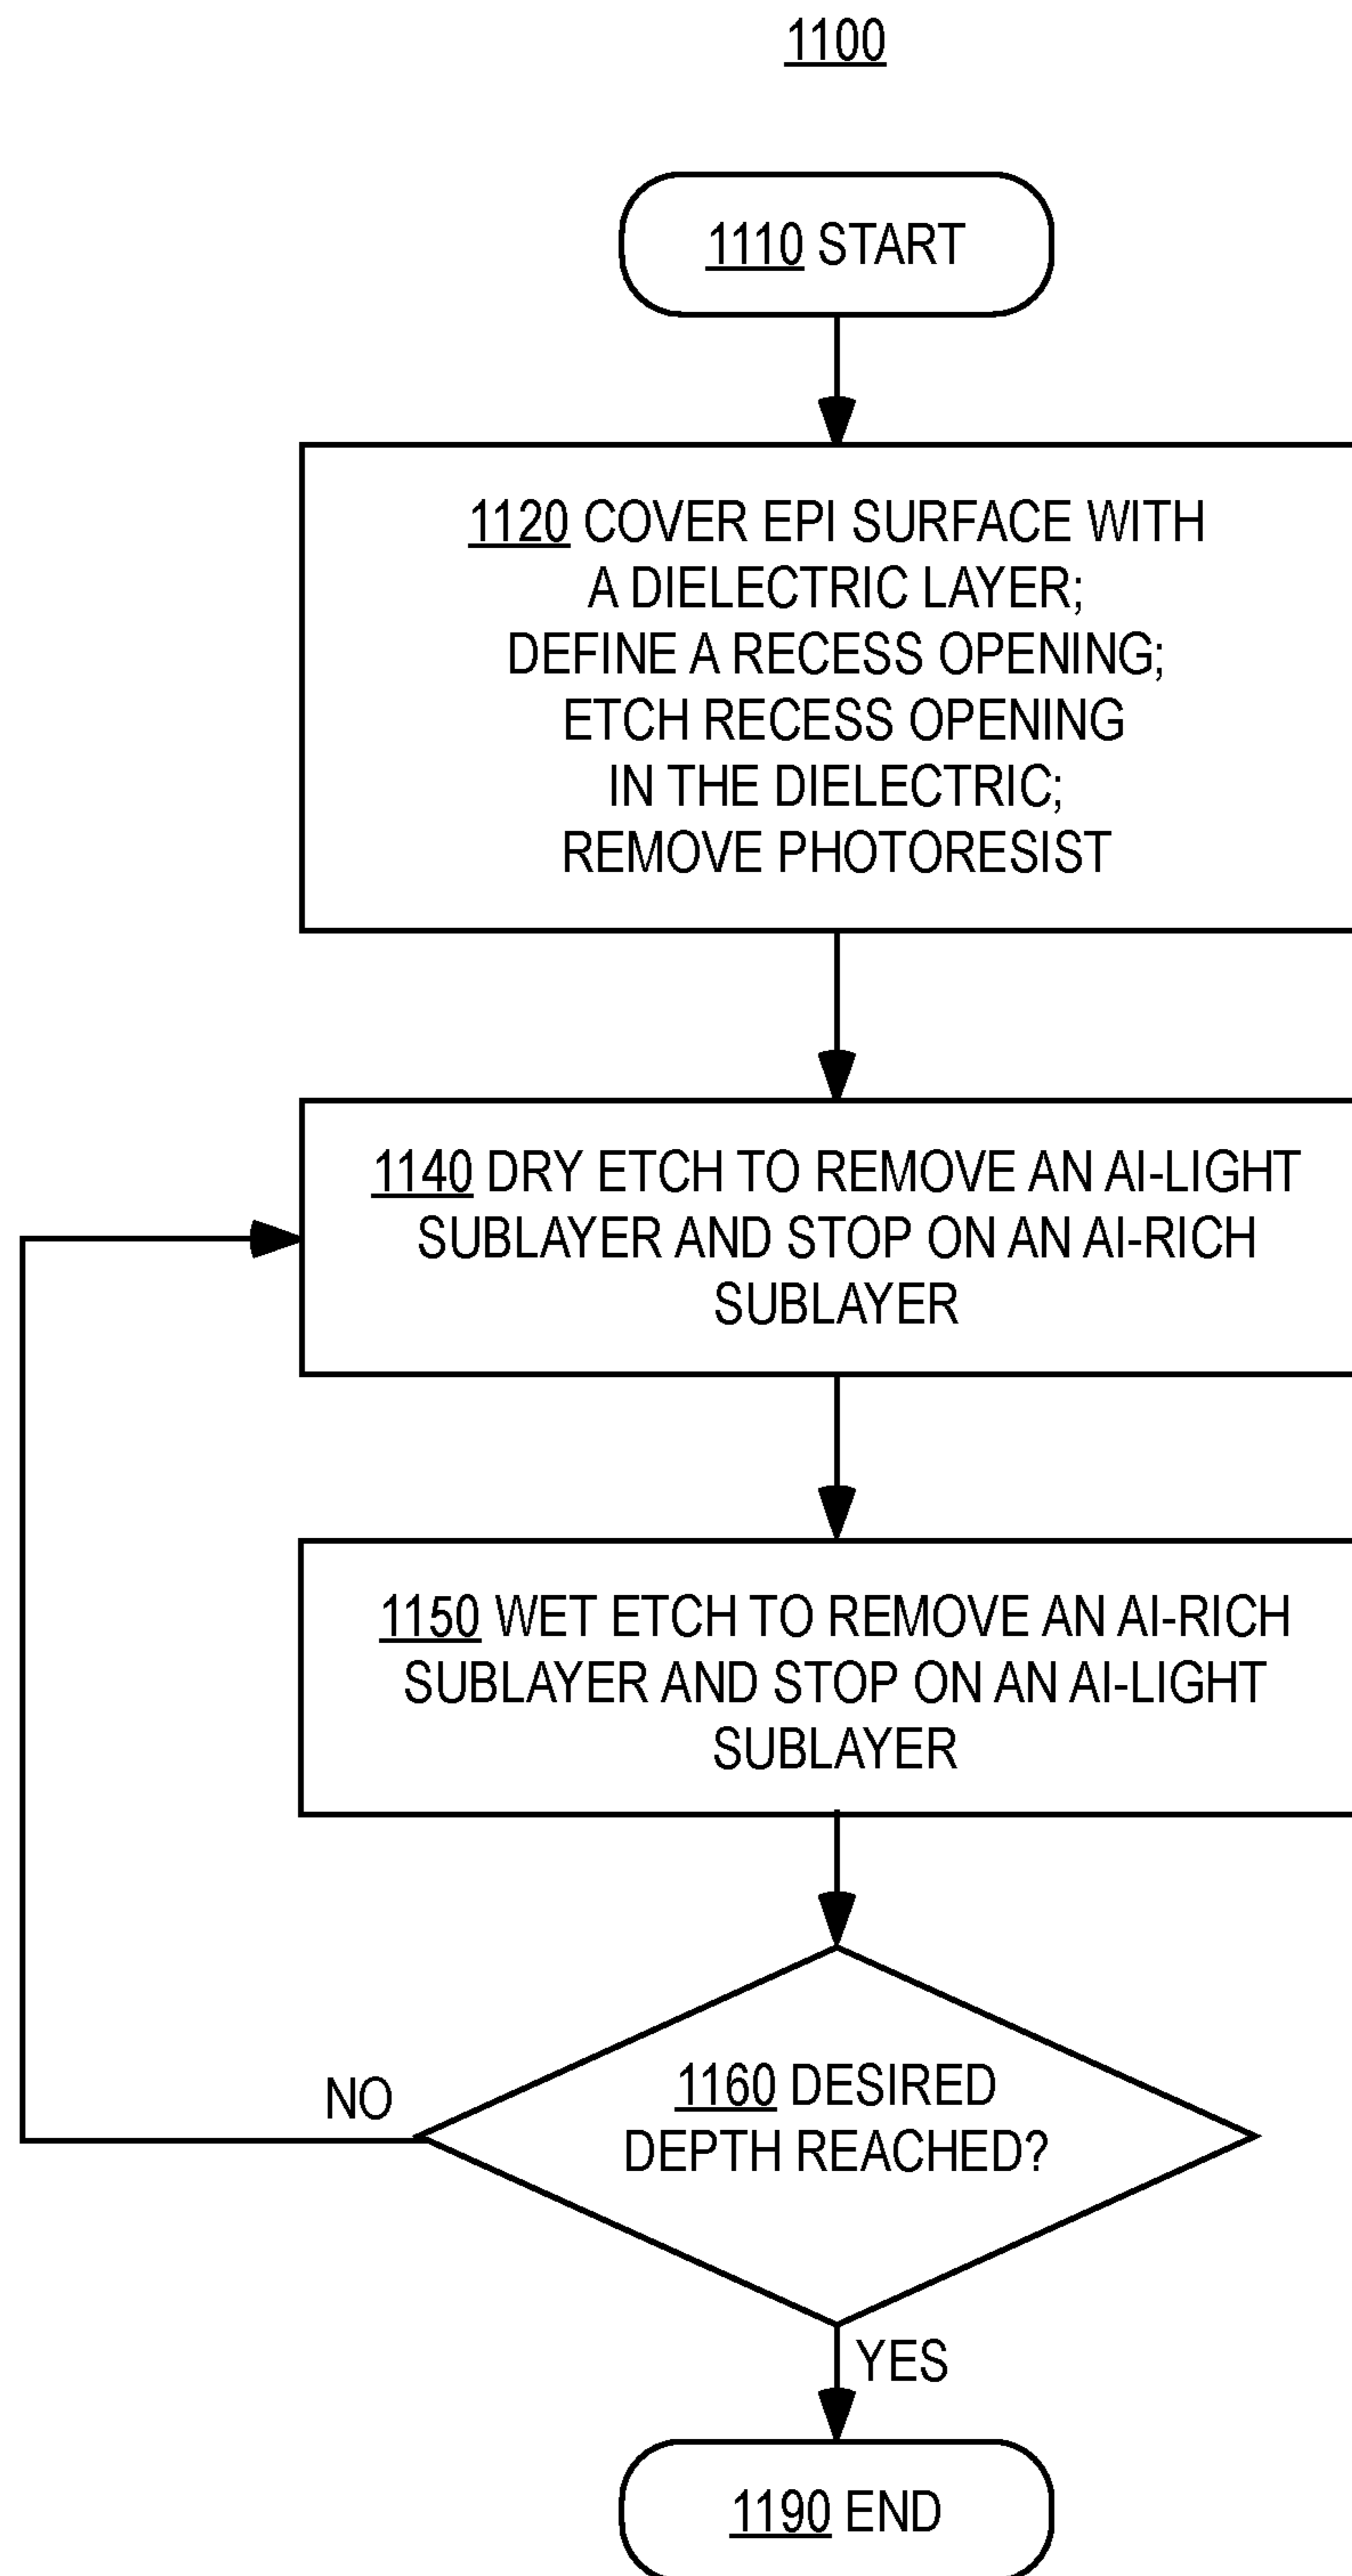 1100
1110 START
1120 COVER EPI SURFACE WITH
A DIELECTRIC LAYER;
DEFINE A RECESS OPENING;
ETCH RECESS OPENING
IN THE DIELECTRIC;
REMOVE PHOTORESIST
1140 DRY ETCH TO REMOVE AN Al-LIGHT
SUBLAYER AND STOP ON AN Al-RICH
SUBLAYER
1150 WET ETCH TO REMOVE AN Al-RICH
SUBLAYER AND STOP ON AN Al-LIGHT
SUBLAYER
1160 DESIRED
DEPTH REACHED?
NO
YES
1190 END